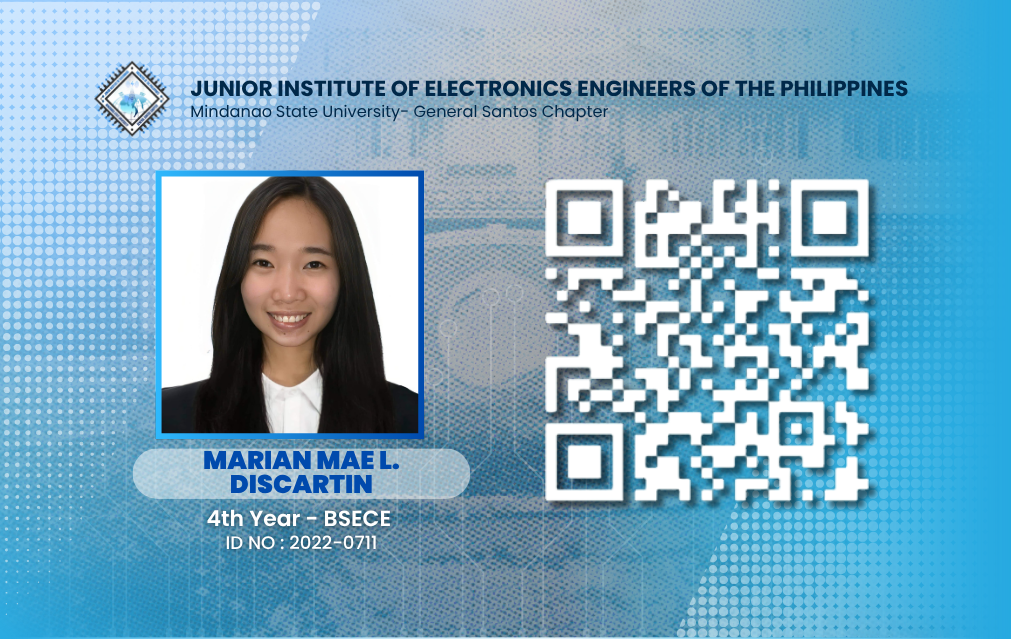 JUNIOR INSTITUTE OF ELECTRONICS ENGINEERS OF THE PHILIPPINES
Mindanao State University- General Santos Chapter
MARIAN MAE L.
DISCARTIN
4th Year - BSECE
ID NO : 2022-0711